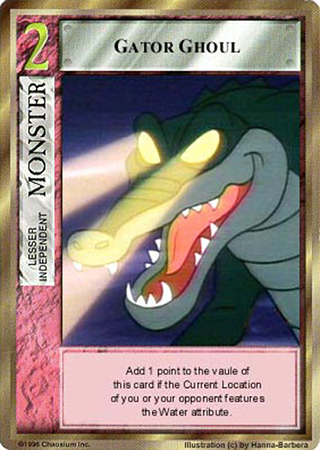 2
GATOR GHOUL
LESSER
INDEPENDENT
MONSTER
Add 1 point to the vaule of
this card if the Current Location
of you or your opponent features
the Water attribute.
©1996 Chaosium Inc.
Illustration (c) by Hanna-Barbera